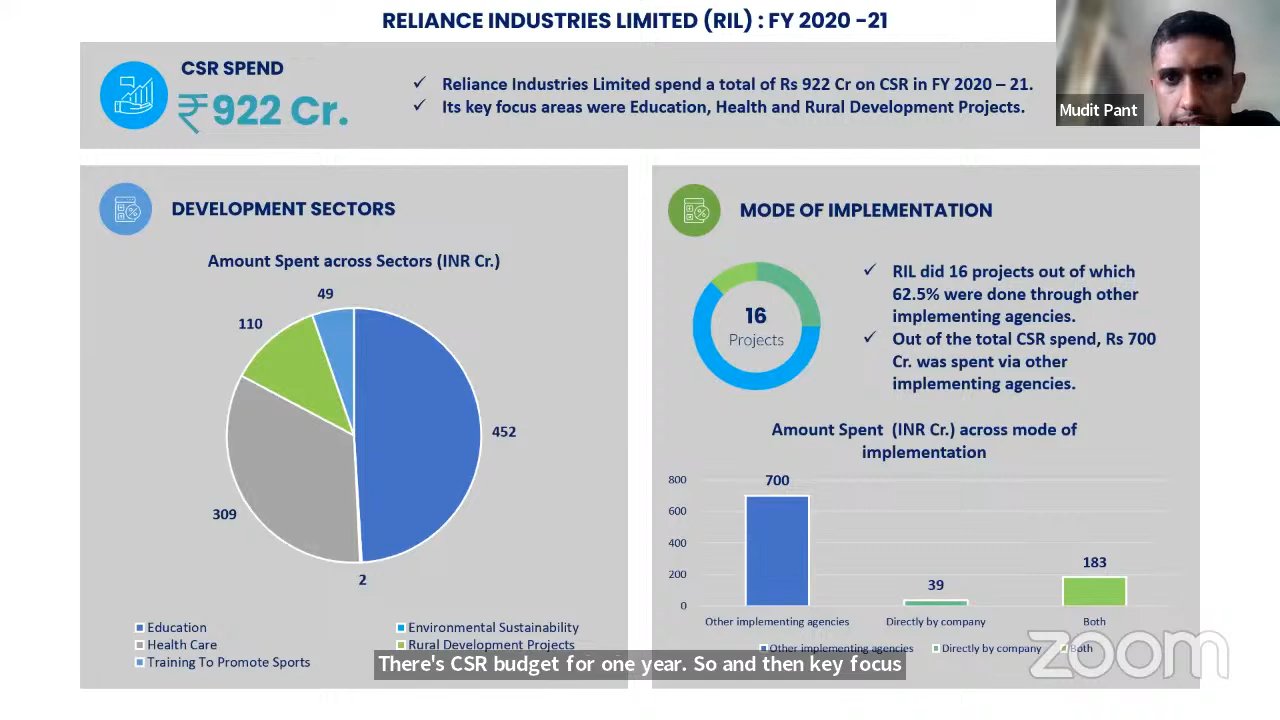 RELIANCE INDUSTRIES LIMITED (RIL) : FY 2020 -21
CSR SPEND
₹922 Cr.
✓ Reliance Industries Limited spend a total of Rs 922 Cr on CSR in FY 2020 – 21.
✓ Its key focus areas were Education, Health and Rural Development Projects.
Mudit Pant
DEVELOPMENT SECTORS
Amount Spent across Sectors (INR Cr.)
49
110
452
309
2
Education
Environmental Sustainability
Health Care
Rural Development Projects
Training To Promote Sports
MODE OF IMPLEMENTATION
16
Projects
✓ RIL did 16 projects out of which
62.5% were done through other
implementing agencies.
✓ Out of the total CSR spend, Rs 700
Cr. was spent via other
implementing agencies.
Amount Spent (INR Cr.) across mode of
implementation
800
600
400
200
0
700
39
183
Other implementing agencies
Directly by company
Both
Other implementing agencies
Directly by company
Both
There's CSR budget for one year. So and then key focus
zoom